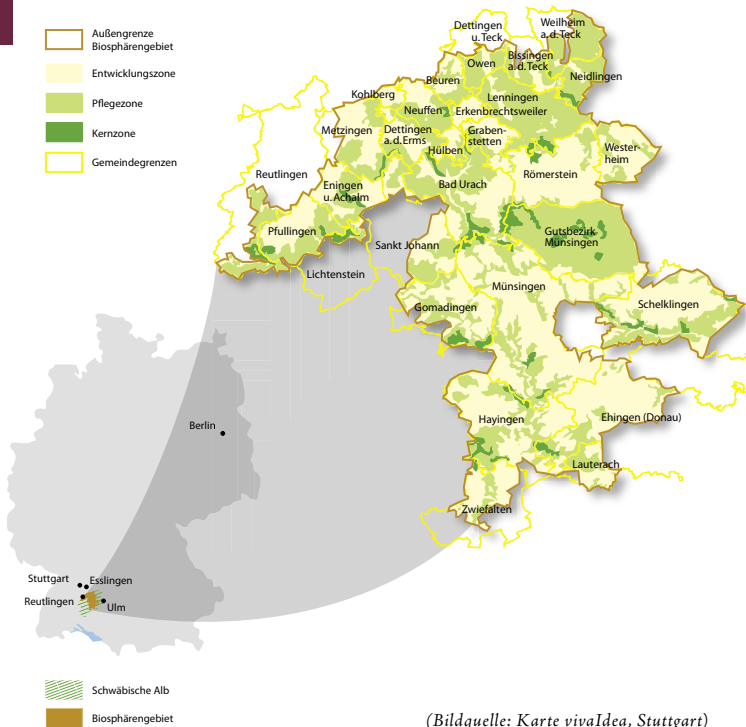 Außengrenze
Biosphärengebiet
Entwicklungszone
Pflegezone
Kernzone
Gemeindegrenzen
Dettingen
u. Teck
Weilheim
a.d. Teck
Owen
Bissingen
a.d. Teck
Neidlingen
Beuren
Kohlberg
Lenningen
Neuffen
Erkenbrechtsweiler
Metzingen
Dettingen
a.d. Erms
Graben-
stetten
Hülben
Wester-
heim
Reutlingen
Römerstein
Eningen
u. Achalm
Bad Urach
Pfullingen
Gutsbezirk
Münsingen
Sankt Johann
Lichtenstein
Münsingen
Gomadingen
Schelklingen
Hayingen
Ehingen (Donau)
Berlin
Lauterach
Zwiefalten
Stuttgart
Esslingen
Reutlingen
Ulm
Schwäbische Alb
Biosphärengebiet
(Bildquelle: Karte vivaIdea, Stuttgart)